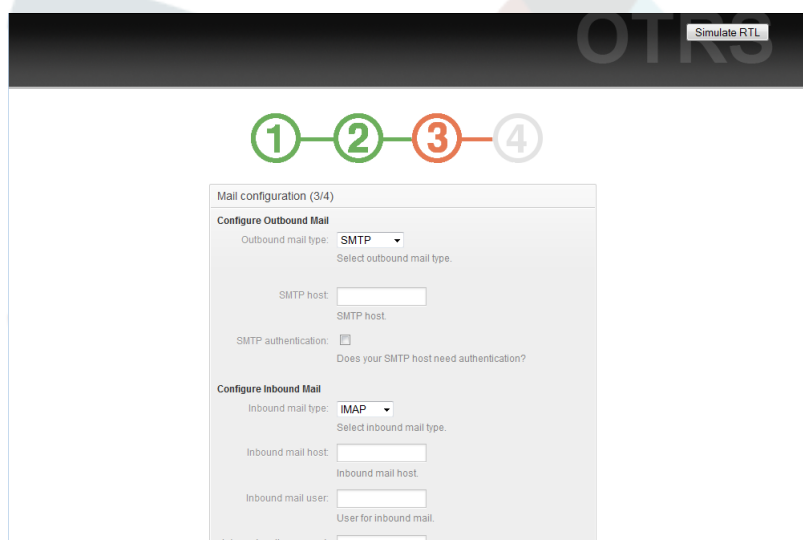 OTRS
Simulate RTL
1 2 3 4
Mail configuration (3/4)
Configure Outbound Mail
Outbound mail type: SMTP
Select outbound mail type.
SMTP host:
SMTP host.
SMTP authentication:
Does your SMTP host need authentication?
Configure Inbound Mail
Inbound mail type: IMAP
Select inbound mail type.
Inbound mail host:
Inbound mail host.
Inbound mail user:
User for inbound mail.